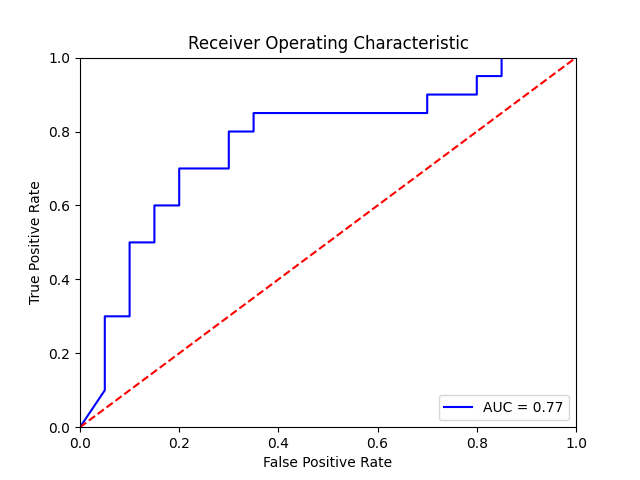 Receiver Operating Characteristic
1.0
0.8
0.6
0.4
0.2
0.0
True Positive Rate
AUC = 0.77
0.0 0.2 0.4 0.6 0.8 1.0
False Positive Rate